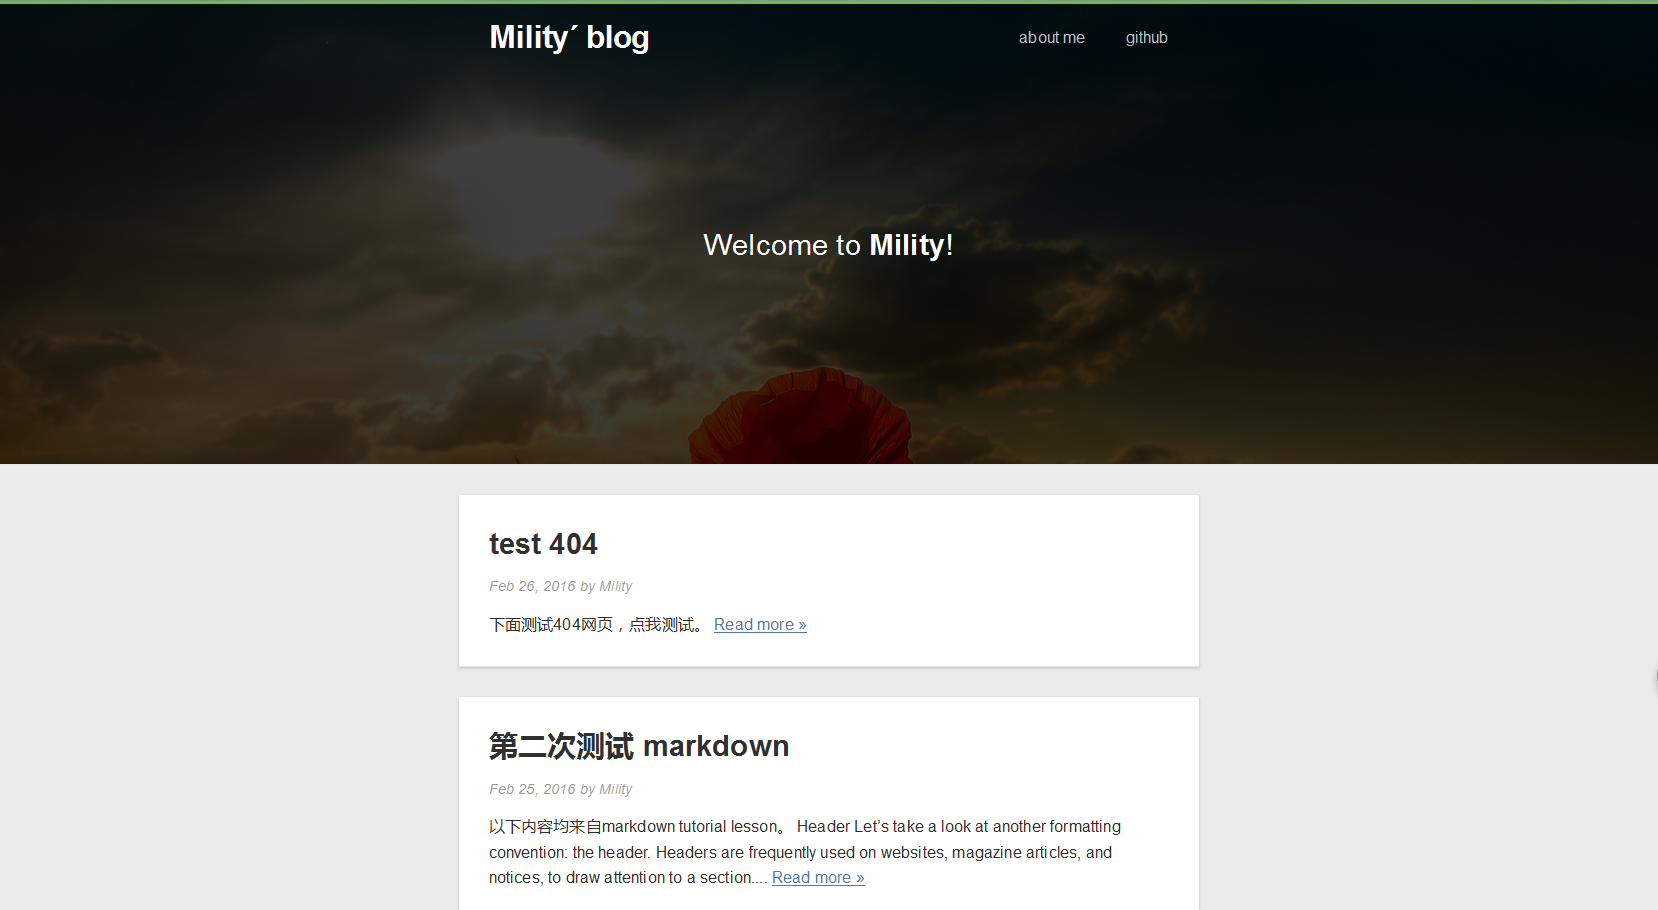 Mility´ blog
about me
github
Welcome to Mility!
test 404
Feb 26, 2016 by Mility
下面测试404网页，点我测试。 Read more »
第二次测试 markdown
Feb 25, 2016 by Mility
以下内容均来自markdown tutorial lesson。 Header Let’s take a look at another formatting
convention: the header. Headers are frequently used on websites, magazine articles, and
notices, to draw attention to a section.... Read more »